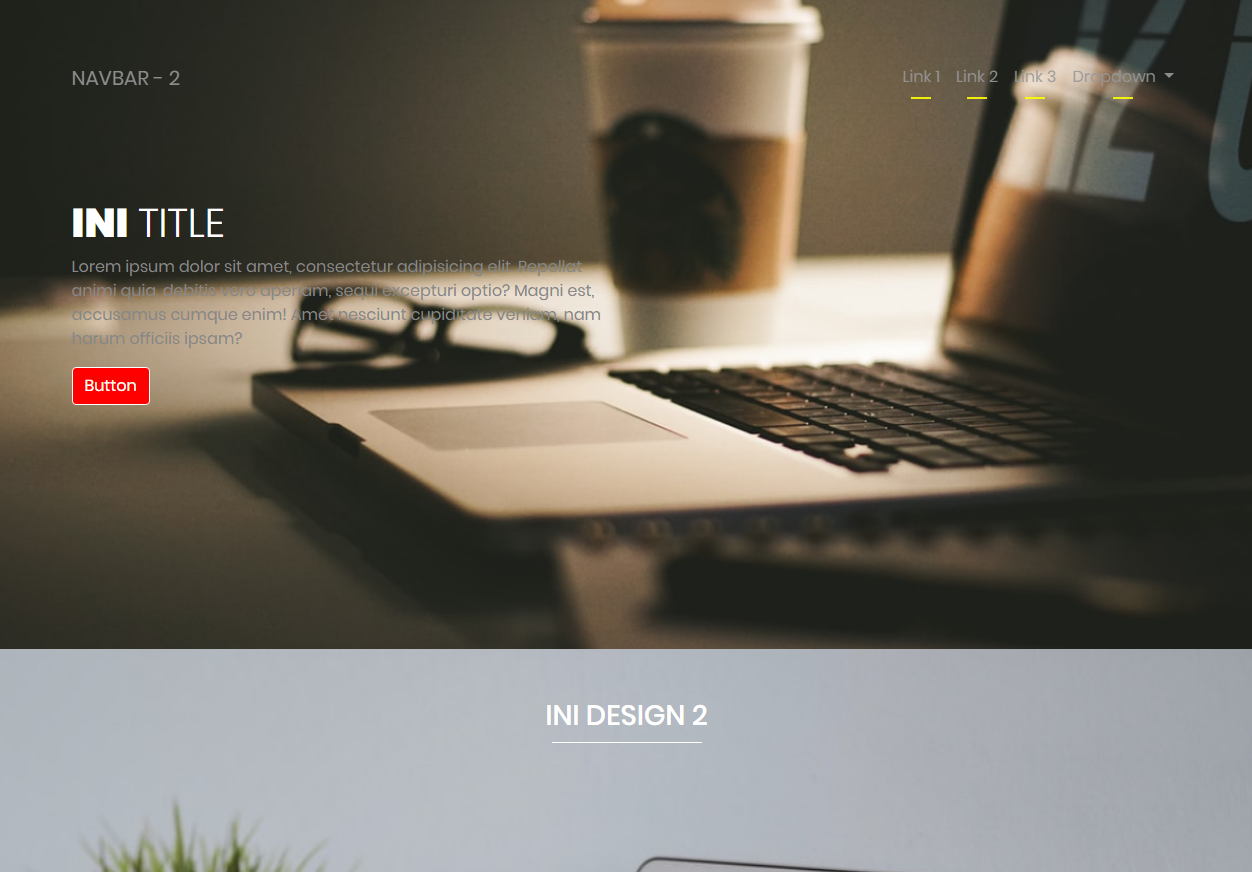 NAVBAR - 2
Link 1 Link 2 Link 3 Dropdown
INI TITLE
Lorem ipsum dolor sit amet, consectetur adipisicing elit. Repellat
animi quia, debitis vero aperiam, sequi excepturi optio? Magni est,
accusamus cumque enim! Amet nesciunt cupiditate veniam, nam
harum officiis ipsam?
Button
INI DESIGN 2